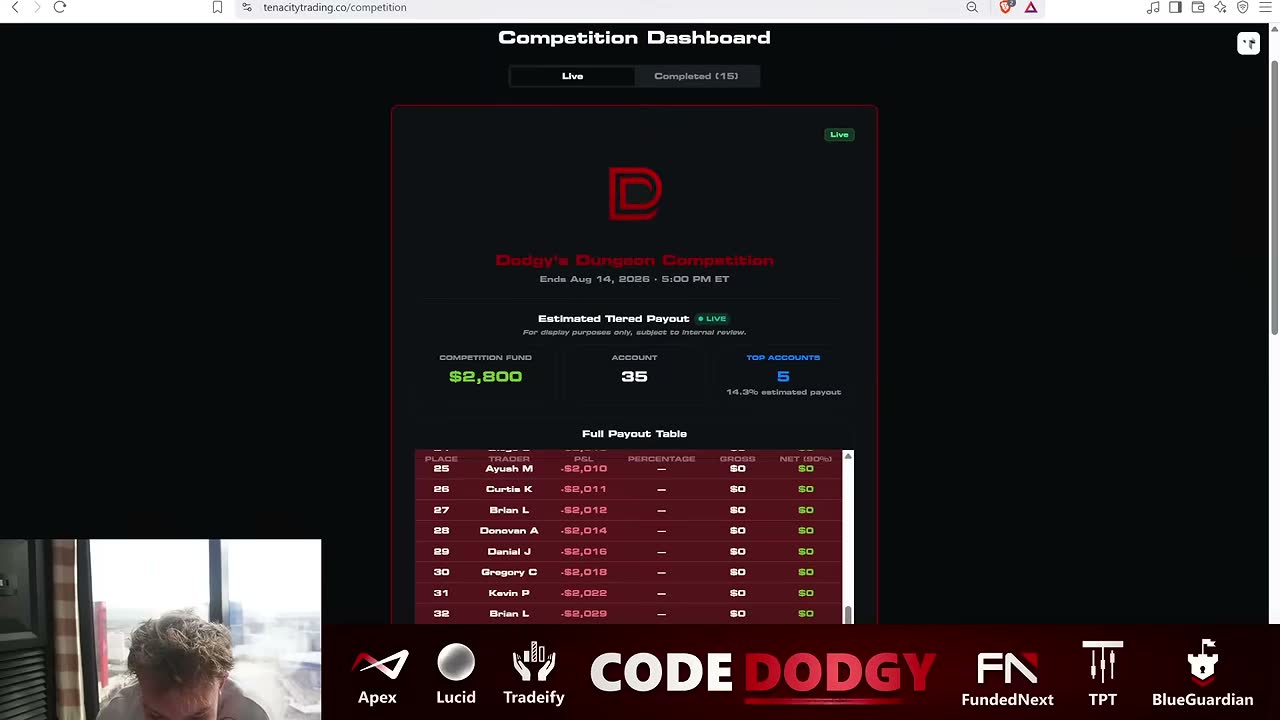 tenacitytrading.co/competition
Competition Dashboard
Live
Completed (15)
Live
Dodgy's Dungeon Competition
Ends Aug 14, 2026 · 5:00 PM ET
Estimated Tiered Payout
LIVE
For display purposes only, subject to internal review.
COMPETITION FUND
$2,800
ACCOUNT
35
TOP ACCOUNTS
5
14.3% estimated payout
Full Payout Table
PLACE TRADER P&L PERCENTAGE GROSS NET (90%)
25 Ayush M -$2,010 — $0 $0
26 Curtis K -$2,011 — $0 $0
27 Brian L -$2,012 — $0 $0
28 Donovan A -$2,014 — $0 $0
29 Danial J -$2,016 — $0 $0
30 Gregory C -$2,018 — $0 $0
31 Kevin P -$2,022 — $0 $0
32 Brian L -$2,029 — $0 $0
Apex
Lucid
Tradeify
CODE DODGY
FN
FundedNext
TPT
BlueGuardian